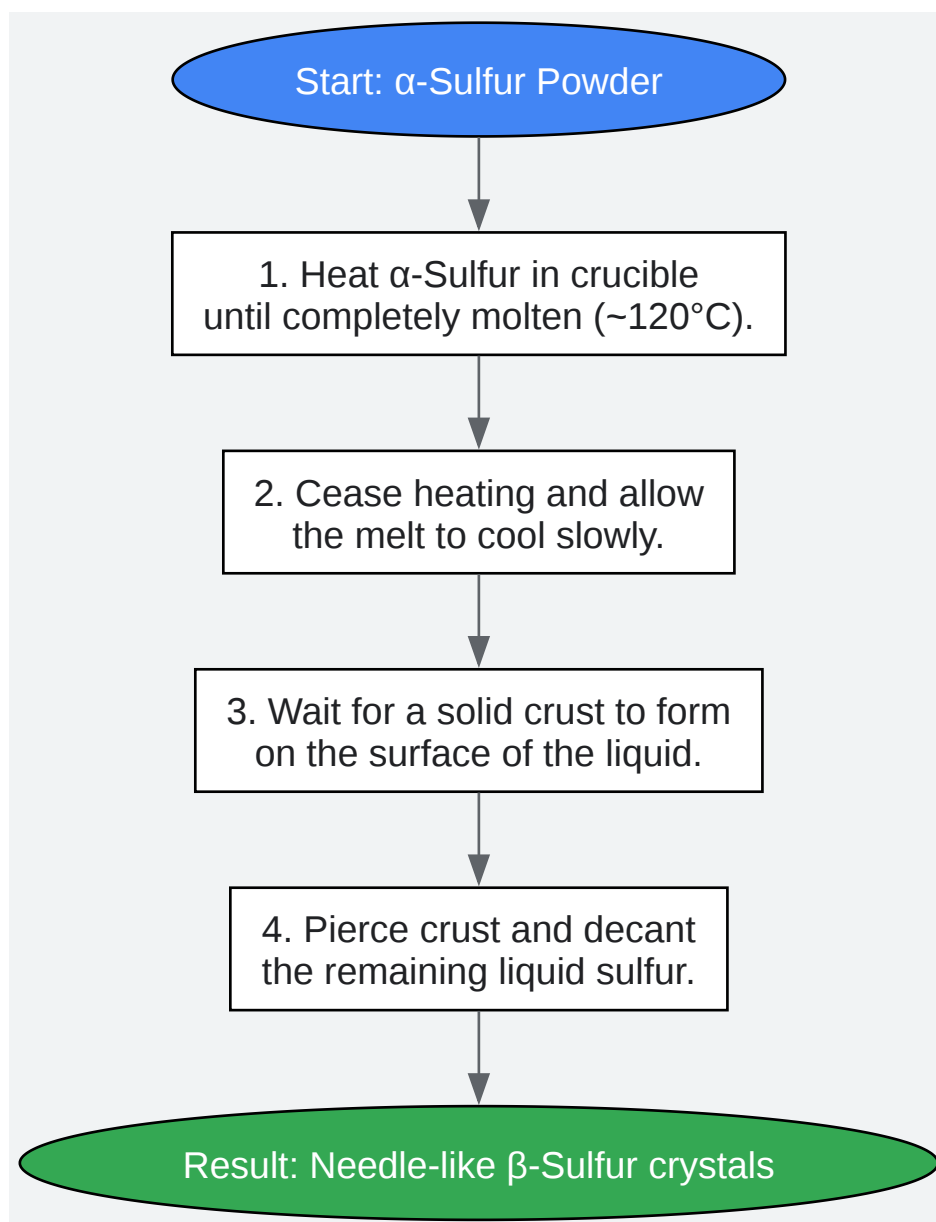 Start: α-Sulfur Powder
1. Heat α-Sulfur in crucible
until completely molten (~120°C).
2. Cease heating and allow
the melt to cool slowly.
3. Wait for a solid crust to form
on the surface of the liquid.
4. Pierce crust and decant
the remaining liquid sulfur.
Result: Needle-like β-Sulfur crystals